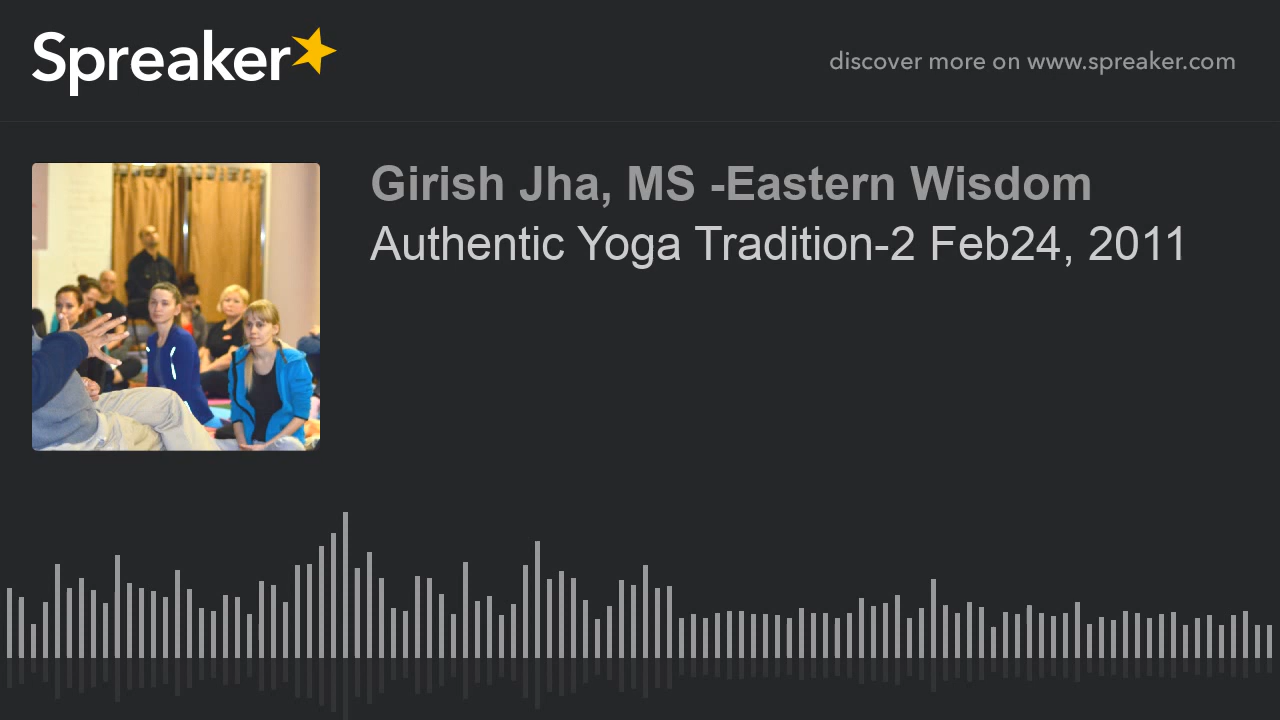 Spreaker
discover more on www.spreaker.com
Girish Jha, MS -Eastern Wisdom
Authentic Yoga Tradition-2 Feb24, 2011